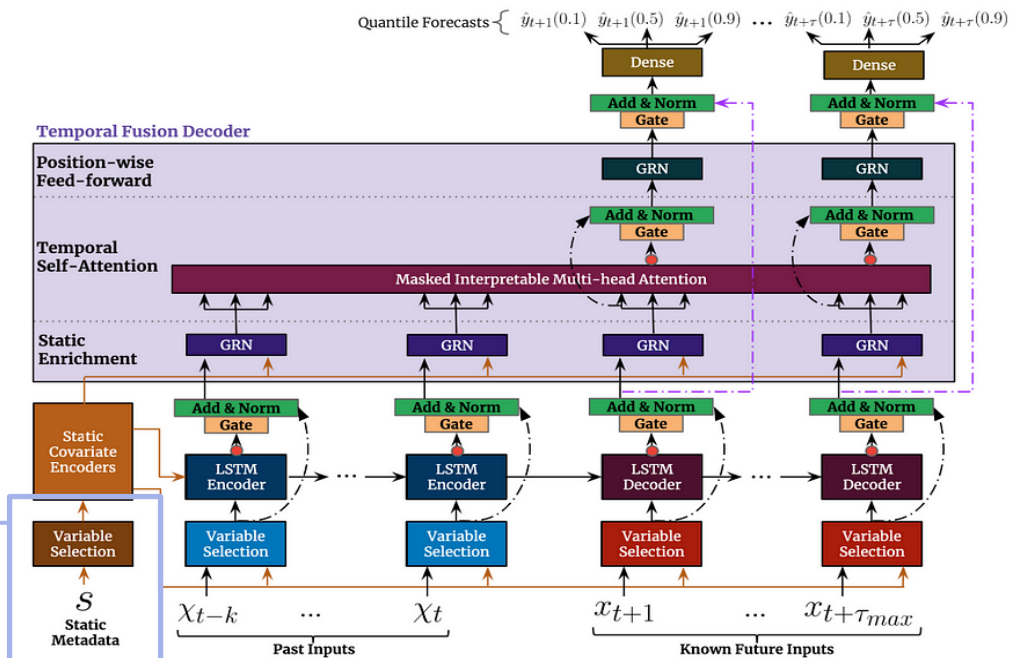 Quantile Forecasts { ŷₜ₊₁(0.1) ŷₜ₊₁(0.5) ŷₜ₊₁(0.9) ... ŷₜ₊τ(0.1) ŷₜ₊τ(0.5) ŷₜ₊τ(0.9)
Dense Dense
Add & Norm Add & Norm
Gate Gate
Temporal Fusion Decoder
Position-wise
Feed-forward
GRN GRN
Add & Norm Add & Norm
Gate Gate
Temporal
Self-Attention
Masked Interpretable Multi-head Attention
Static
Enrichment
GRN GRN GRN GRN
Add & Norm Add & Norm Add & Norm Add & Norm
Gate Gate Gate Gate
Static
Covariate
Encoders
LSTM
Encoder
...
LSTM
Encoder
LSTM
Decoder
...
LSTM
Decoder
Variable
Selection
Variable
Selection
Variable
Selection
Variable
Selection
Variable
Selection
s
Static
Metadata
χₜ₋ₖ ... χₜ xₜ₊₁ ... x_{t+τ_{max}}
Past Inputs Known Future Inputs